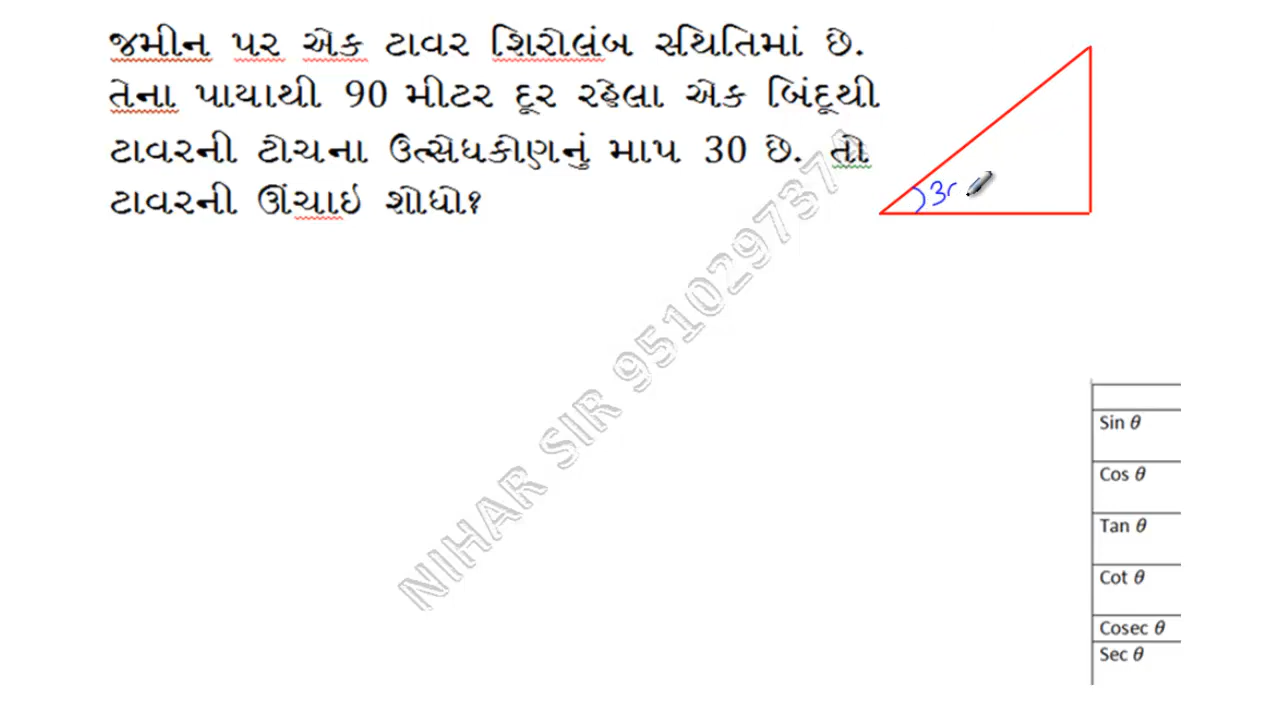 જમીન પર એક ટાવર શિરોલંબ સ્થિતિમાં છે.
તેના પાયાથી 90 મીટર દૂર રહેલા એક બિંદૂથી
ટાવરની ટોચના ઉત્સેધકોણનું માપ 30 છે. તો
ટાવરની ઊંચાઇ શોધો?
NIHAR SIR 9510297374
Sin θ
Cos θ
Tan θ
Cot θ
Cosec θ
Sec θ